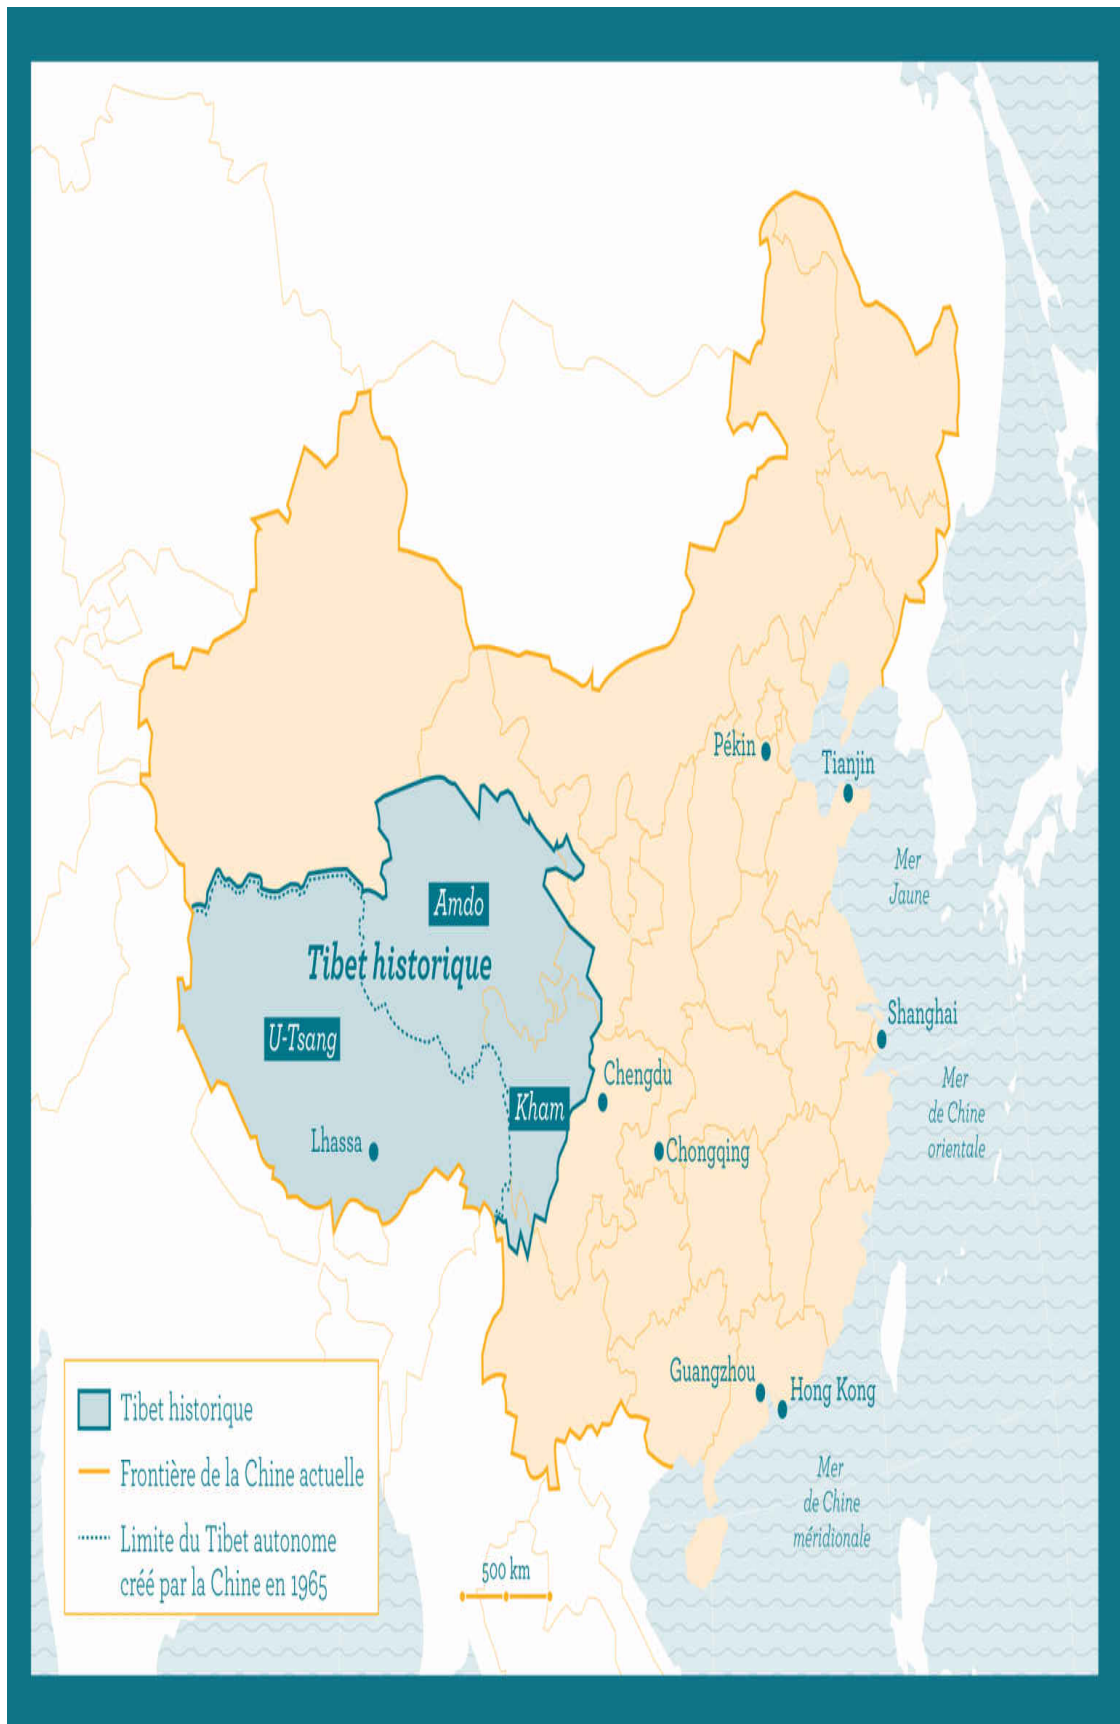 Pékin
Tianjin
Mer
Jaune
Amdo
Tibet historique
U-Tsang
Shanghai
Mer
de Chine
orientale
Chengdu
Kham
Lhassa
Chongqing
Guangzhou
Hong Kong
Mer
de Chine
méridionale
Tibet historique
Frontière de la Chine actuelle
Limite du Tibet autonome
créé par la Chine en 1965
500 km